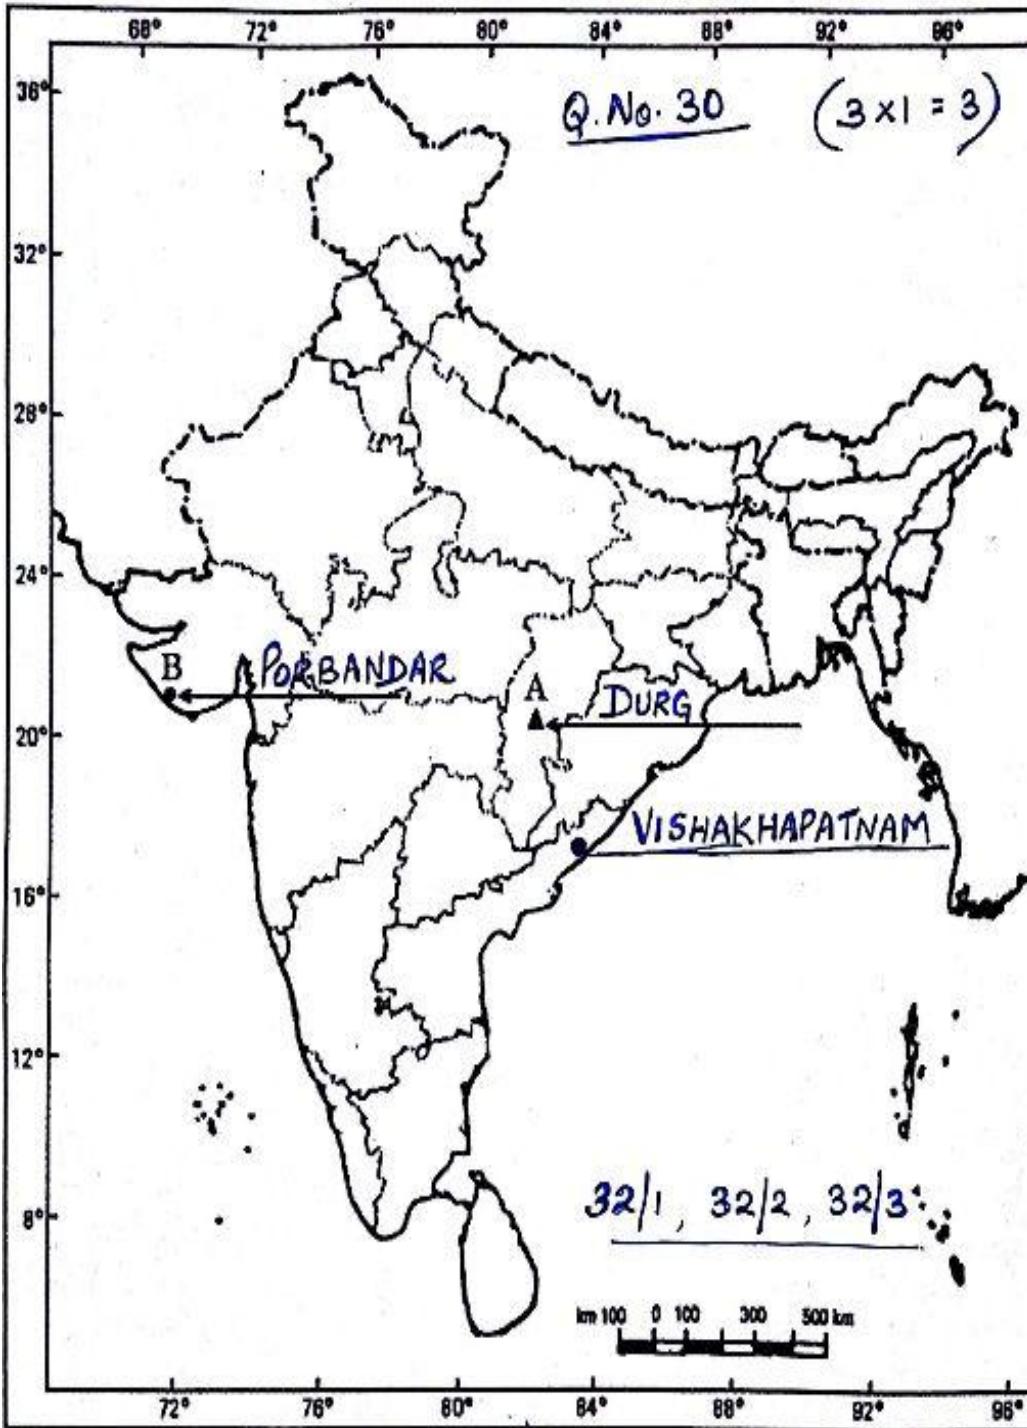 68° 72° 76° 80° 84° 88° 92° 96°
36°
Q. No. 30 (3 x 1 = 3)
32°
28°
24°
B PORBANDAR
A DURG
20°
VISHAKHAPATNAM
16°
12°
32/1, 32/2, 32/3
8°
km 100 0 100 300 500 km
72° 76° 80° 84° 88° 92° 96°